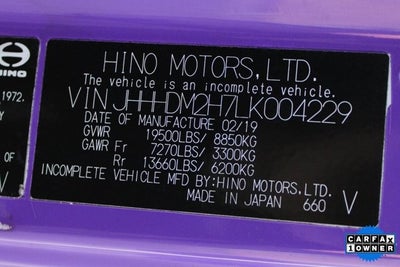 HINO
1972.
Y
OF
V
HINO MOTORS,LTD.
The vehicle is an incomplete vehicle.
VIN JHHHDM2H7LK004229
DATE OF MANUFACTURE 02/19
GVWR 19500LBS/ 8850KG
GAWR Fr 7270LBS/ 3300KG
Rr 13660LBS/ 6200KG
INCOMPLETE VEHICLE MFD BY:HINO MOTORS.LTD. V
MADE IN JAPAN 660
CARFAX
1 OWNER